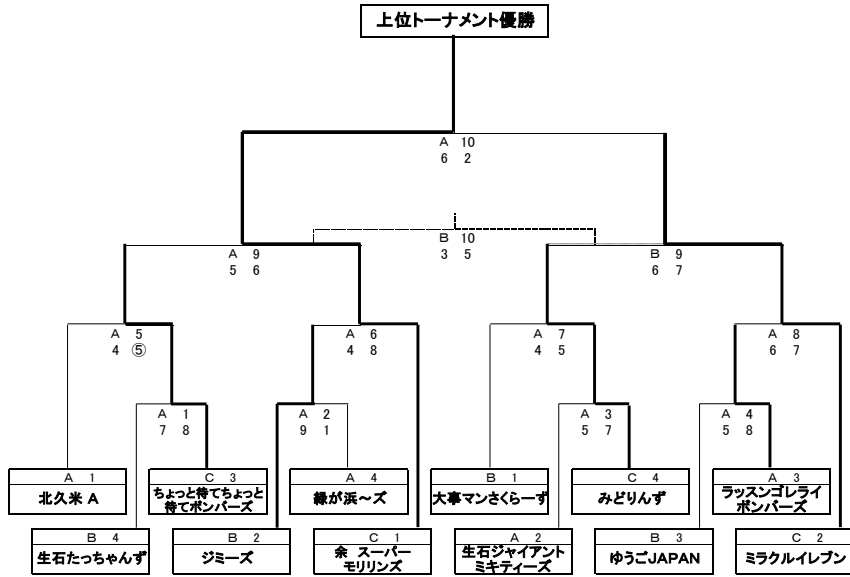 上位トーナメント優勝
A 10
6 2
B 10
3 5
A 9
5 6
B 9
6 7
A 5
4 ⑤
A 6
4 8
A 7
4 5
A 8
6 7
A 1
7 8
A 2
9 1
A 3
5 7
A 4
5 8
A 1
北久米 A
C 3
ちょっと待てちょっと
待てボンバーズ
A 4
緑が浜～ズ
B 1
大事マンさくらーず
C 4
みどりんず
A 3
ラッスンゴレライ
ボンバーズ
B 4
生石たっちゃんず
B 2
ジミーズ
C 1
余 スーパー
モリリンズ
A 2
生石ジャイアント
ミキティーズ
B 3
ゆうごJAPAN
C 2
ミラクルイレブン